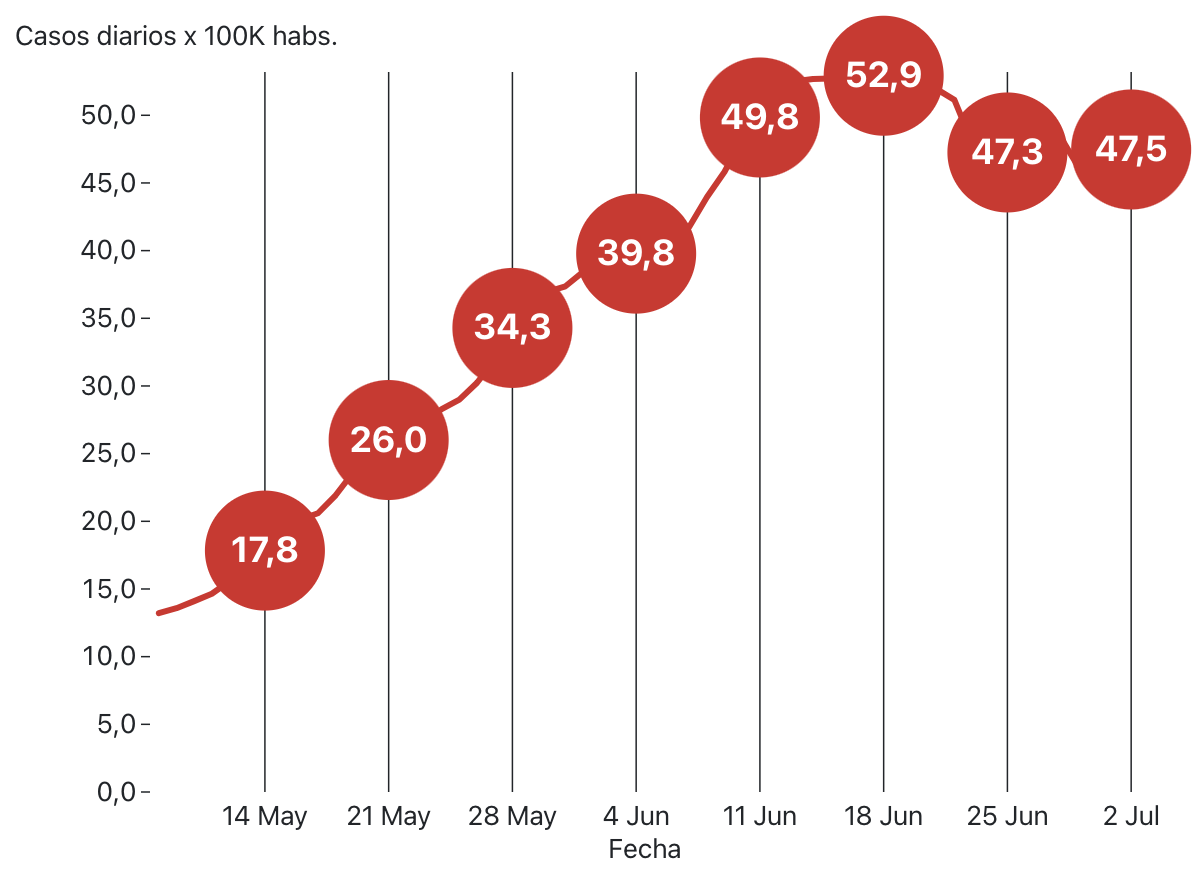 Casos diarios x 100K habs.
50,0
45,0
40,0
35,0
30,0
25,0
20,0
15,0
10,0
5,0
0,0
17,8
26,0
34,3
39,8
49,8
52,9
47,3
47,5
14 May
21 May
28 May
4 Jun
11 Jun
18 Jun
25 Jun
2 Jul
Fecha